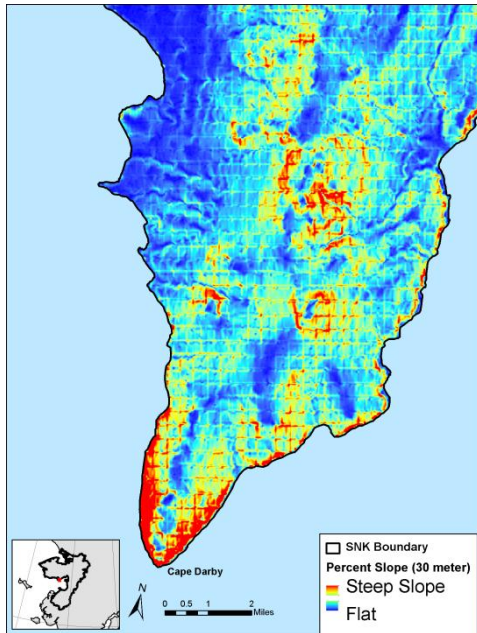 SNK Boundary
Percent Slope (30 meter)
Steep Slope
Flat
Cape Darby
N
0 0.5 1 2
Miles